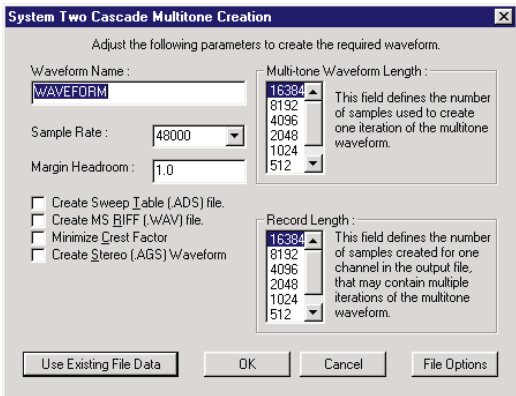 System Two Cascade Multitone Creation
Adjust the following parameters to create the required waveform.
Waveform Name :
WAVEFORM
Sample Rate :
48000
Margin Headroom :
1.0
Create Sweep Table (.ADS) file.
Create MS RIFF (.WAV) file.
Minimize Crest Factor
Create Stereo (.AGS) Waveform
Multi-tone Waveform Length :
16384
8192
4096
2048
1024
512
This field defines the number
of samples used to create
one iteration of the multitone
waveform.
Record Length :
16384
8192
4096
2048
1024
512
This field defines the number
of samples created for one
channel in the output file,
that may contain multiple
iterations of the multitone
waveform.
Use Existing File Data
OK
Cancel
File Options